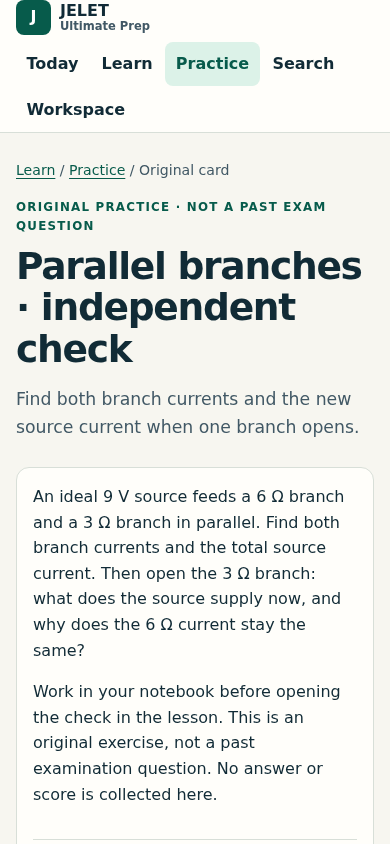 J
JELET
Ultimate Prep
Today Learn Practice Search
Workspace
Learn / Practice / Original card
ORIGINAL PRACTICE · NOT A PAST EXAM
QUESTION
Parallel branches
· independent
check
Find both branch currents and the new
source current when one branch opens.
An ideal 9 V source feeds a 6 Ω branch
and a 3 Ω branch in parallel. Find both
branch currents and the total source
current. Then open the 3 Ω branch:
what does the source supply now, and
why does the 6 Ω current stay the
same?
Work in your notebook before opening
the check in the lesson. This is an
original exercise, not a past
examination question. No answer or
score is collected here.